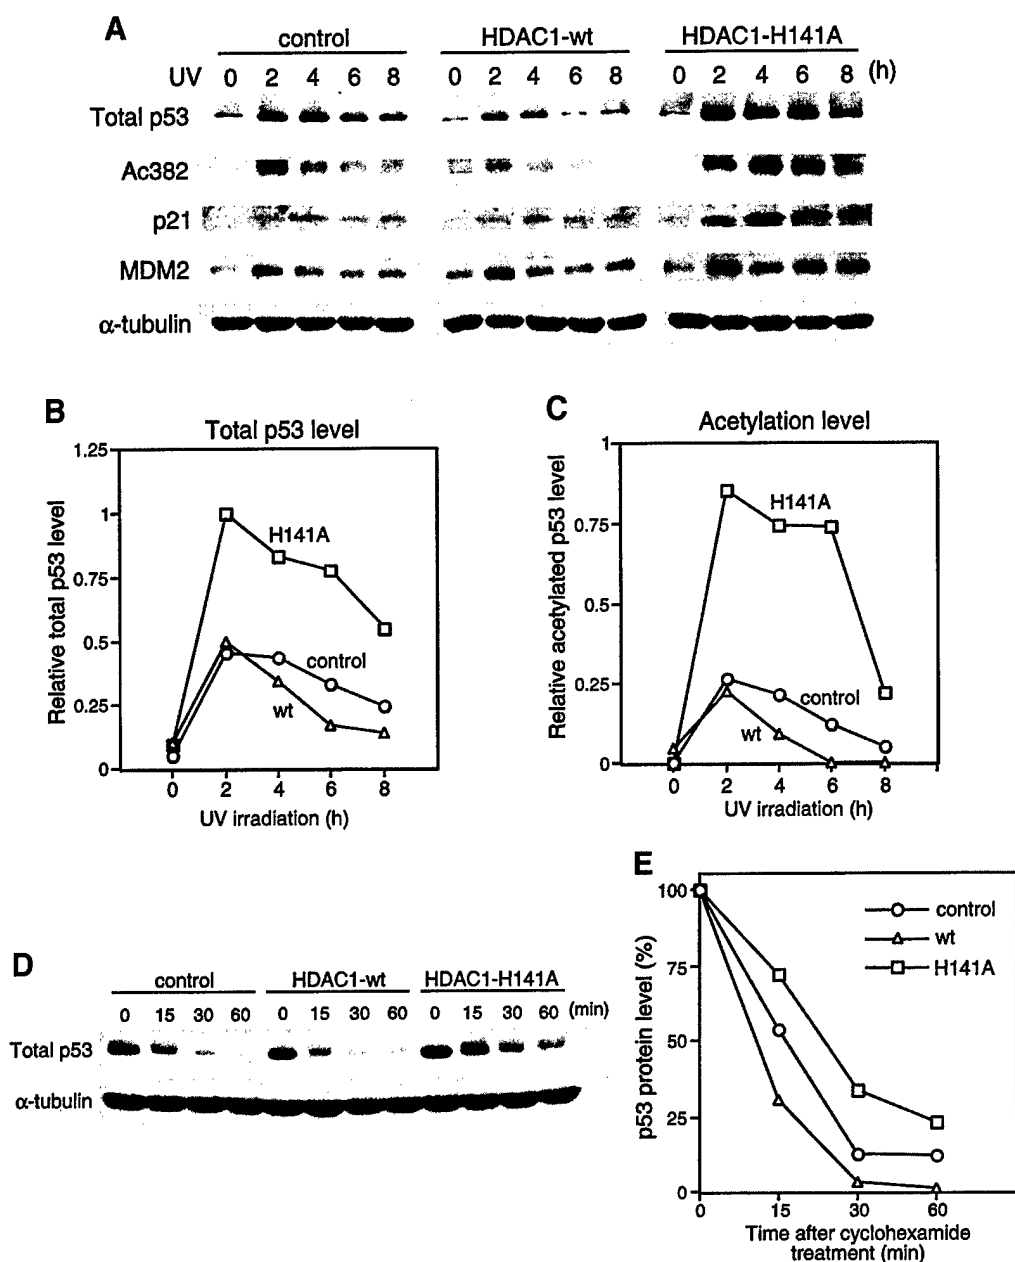 A
control HDAC1-wt HDAC1-H141A
UV 0 2 4 6 8 0 2 4 6 8 0 2 4 6 8 (h)
Total p53
Ac382
p21
MDM2
α-tubulin
B
Total p53 level
Relative total p53 level
1.25
1
0.75
0.5
0.25
0
H141A
control
wt
0 2 4 6 8
UV irradiation (h)
C
Acetylation level
Relative acetylated p53 level
1
0.75
0.5
0.25
0
H141A
control
wt
0 2 4 6 8
UV irradiation (h)
D
control HDAC1-wt HDAC1-H141A
0 15 30 60 0 15 30 60 0 15 30 60 (min)
Total p53
α-tubulin
E
p53 protein level (%)
100
75
50
25
0
control
wt
H141A
0 15 30 60
Time after cyclohexamide
treatment (min)